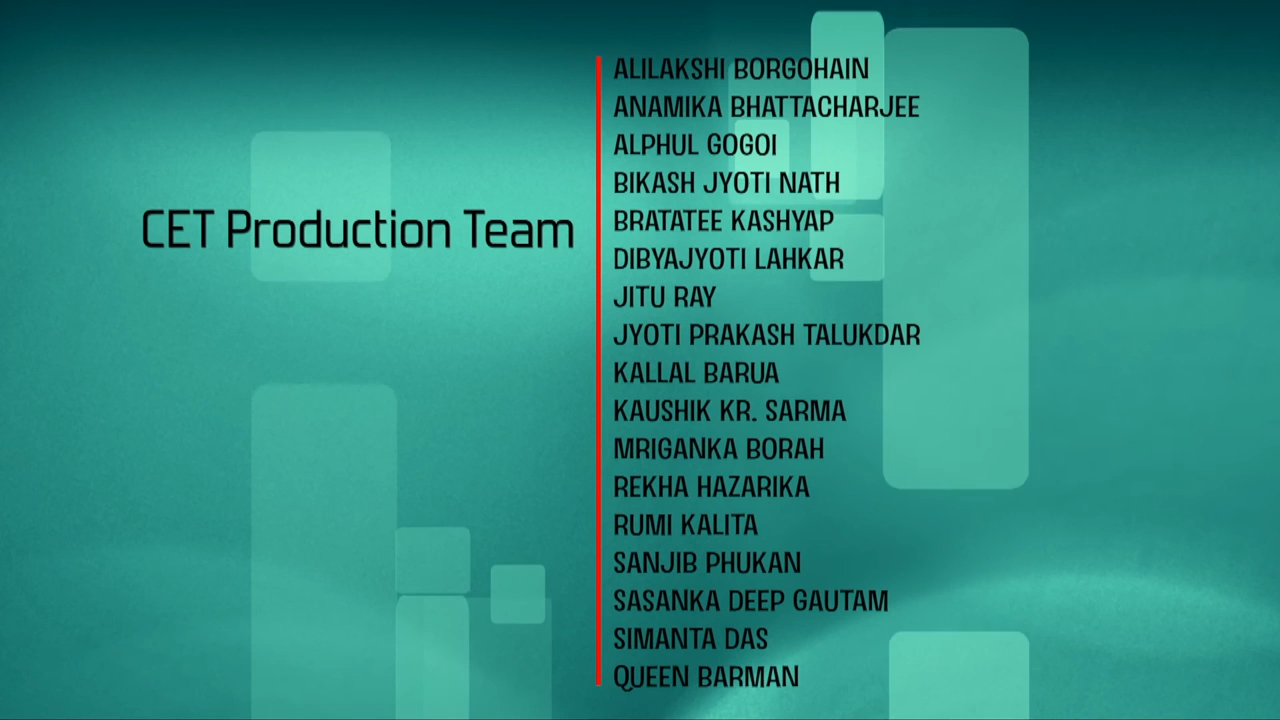 CET Production Team
ALILAKSHI BORGOHAIN
ANAMIKA BHATTACHARJEE
ALPHUL GOGOI
BIKASH JYOTI NATH
BRATATEE KASHYAP
DIBYAJYOTI LAHKAR
JITU RAY
JYOTI PRAKASH TALUKDAR
KALLAL BARUA
KAUSHIK KR. SARMA
MRIGANKA BORAH
REKHA HAZARIKA
RUMI KALITA
SANJIB PHUKAN
SASANKA DEEP GAUTAM
SIMANTA DAS
QUEEN BARMAN